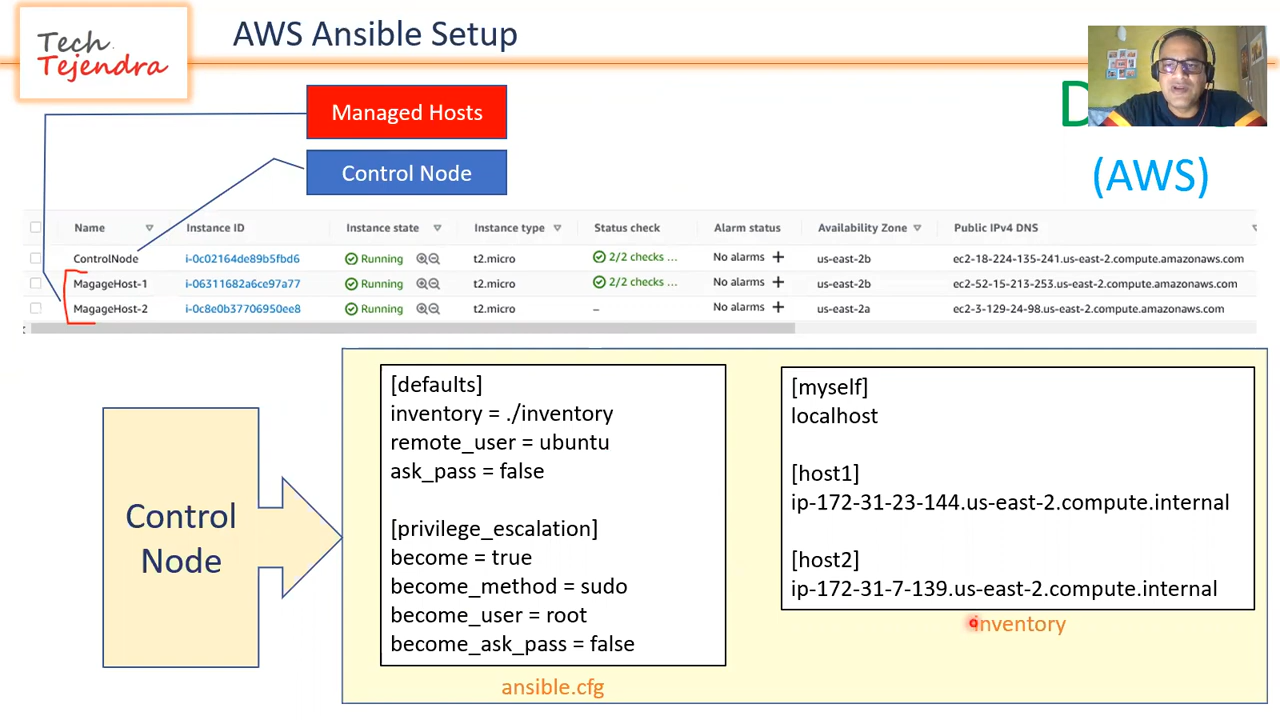 Tech
Tejendra
AWS Ansible Setup
Managed Hosts
Control Node
(AWS)
Name Instance ID Instance state Instance type Status check Alarm status Availability Zone Public IPv4 DNS
ControlNode i-0c02164de89b5fbd6 Running t2.micro 2/2 checks ... No alarms + us-east-2b ec2-18-224-135-241.us-east-2.compute.amazonaws.com
MagageHost-1 i-06311682a6ce97a77 Running t2.micro 2/2 checks ... No alarms + us-east-2b ec2-52-15-213-253.us-east-2.compute.amazonaws.com
MagageHost-2 i-0c8e0b37706950ee8 Running t2.micro – No alarms + us-east-2a ec2-3-129-24-98.us-east-2.compute.amazonaws.com
Control
Node
[defaults]
inventory = ./inventory
remote_user = ubuntu
ask_pass = false
[privilege_escalation]
become = true
become_method = sudo
become_user = root
become_ask_pass = false
ansible.cfg
[myself]
localhost
[host1]
ip-172-31-23-144.us-east-2.compute.internal
[host2]
ip-172-31-7-139.us-east-2.compute.internal
inventory